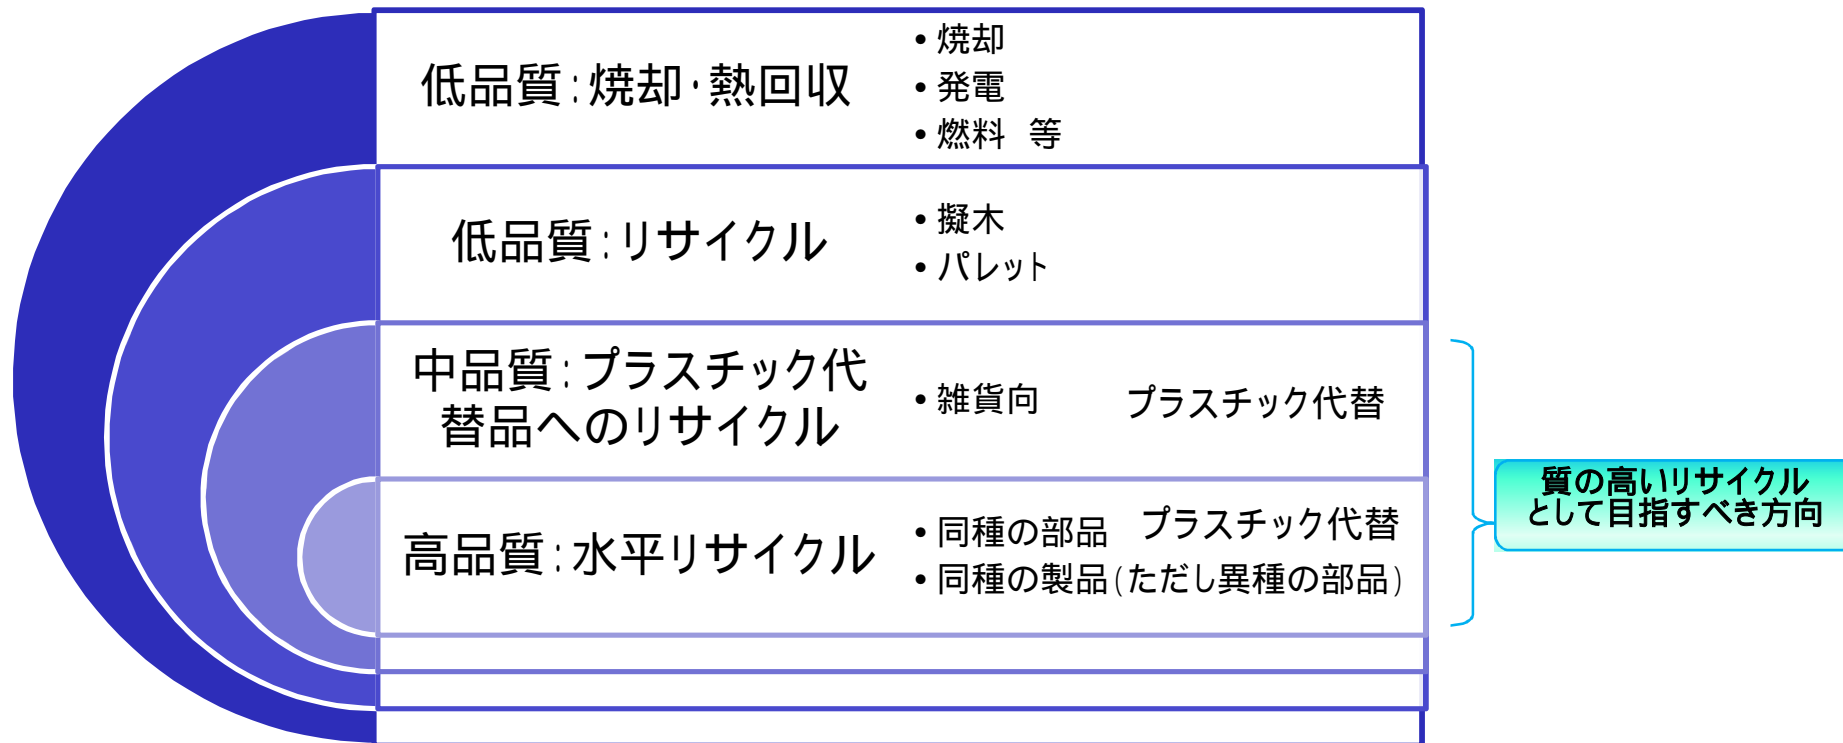 低品質:焼却・熱回収
• 焼却
• 発電
• 燃料 等
低品質:リサイクル
• 擬木
• パレット
中品質:プラスチック代
替品へのリサイクル
• 雑貨向 プラスチック代替
高品質:水平リサイクル
• 同種の部品 プラスチック代替
• 同種の製品(ただし異種の部品)
質の高いリサイクル
として目指すべき方向